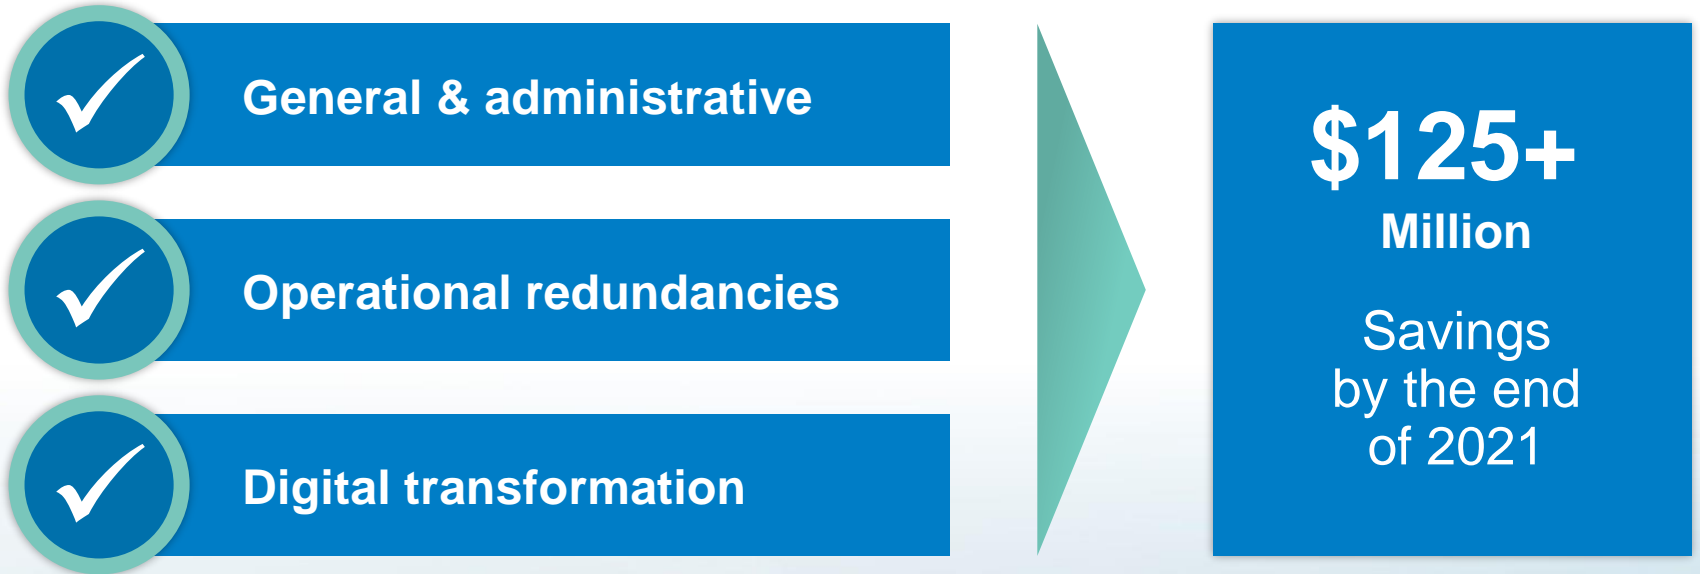 General & administrative
Operational redundancies
Digital transformation
$125+
Million
Savings
by the end
of 2021